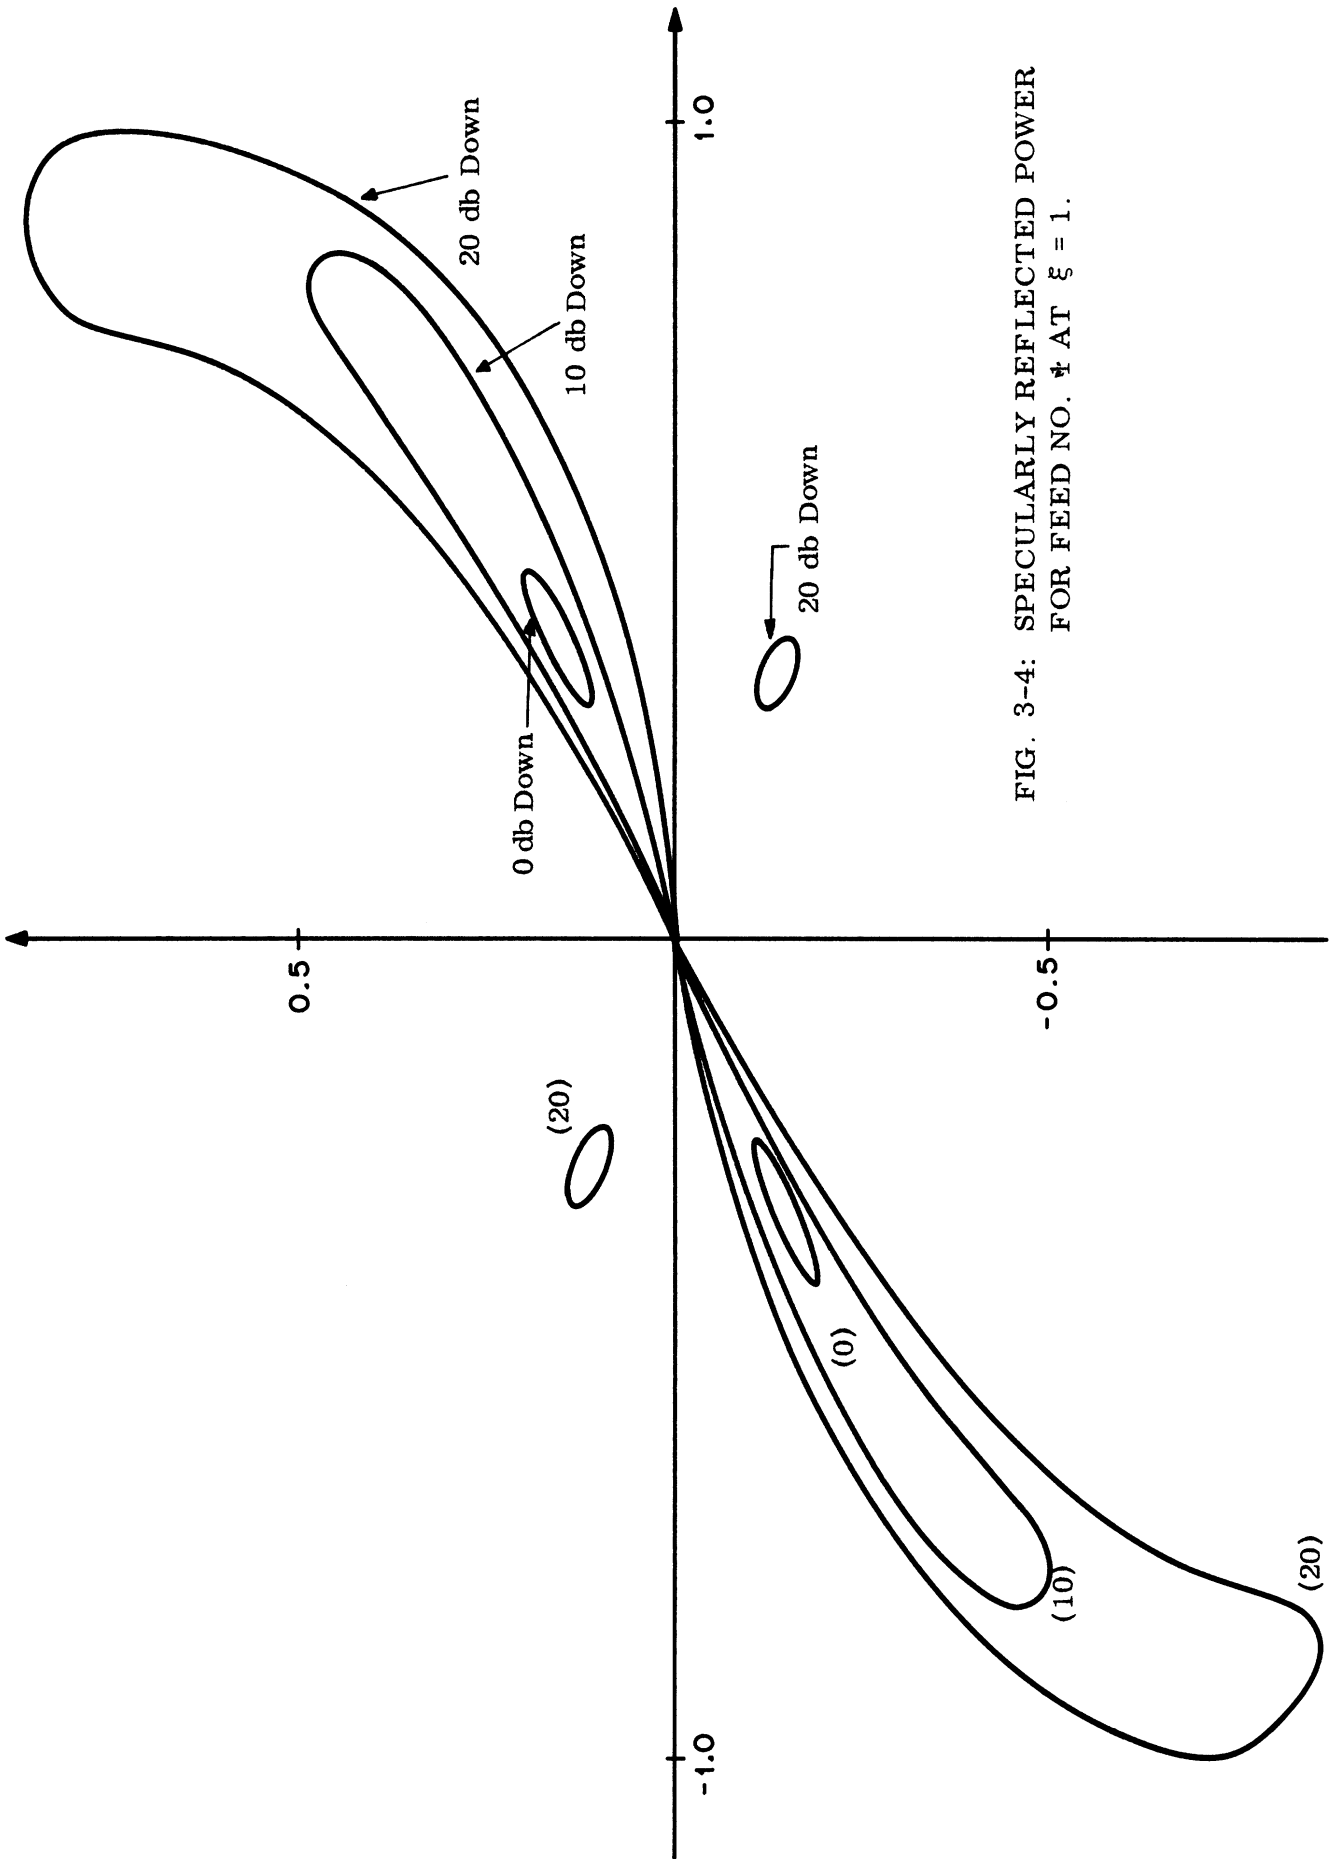 0.5
20 db Down
10 db Down
0 db Down
(20)
-1.0
1.0
20 db Down
(0)
(10)
-0.5
(20)
FIG. 3-4: SPECULARLY REFLECTED POWER
FOR FEED NO. AT ξ = 1.